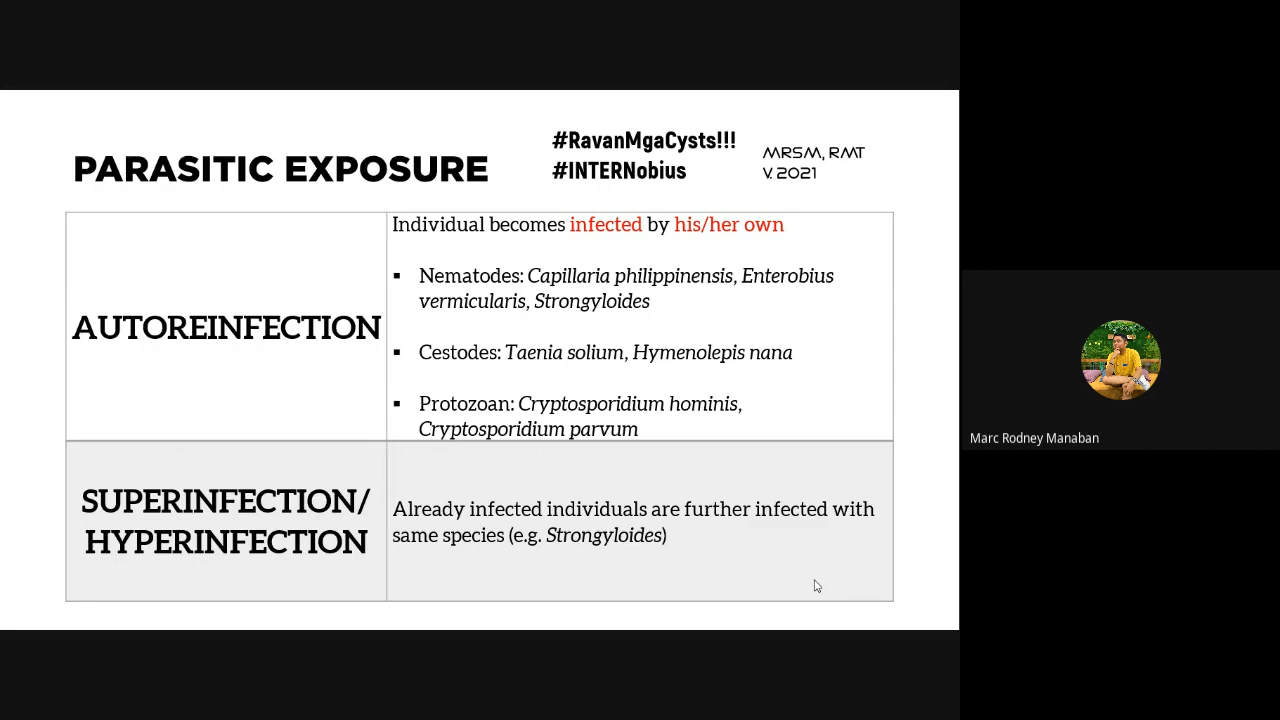 PARASITIC EXPOSURE
#RavanMgaCysts!!!
#INTERNobius
MRSM, RMT
V. 2021
AUTOREINFECTION
Individual becomes infected by his/her own
▪ Nematodes: Capillaria philippinensis, Enterobius
vermicularis, Strongyloides
▪ Cestodes: Taenia solium, Hymenolepis nana
▪ Protozoan: Cryptosporidium hominis,
Cryptosporidium parvum
SUPERINFECTION/
HYPERINFECTION
Already infected individuals are further infected with
same species (e.g. Strongyloides)
Marc Rodney Manaban